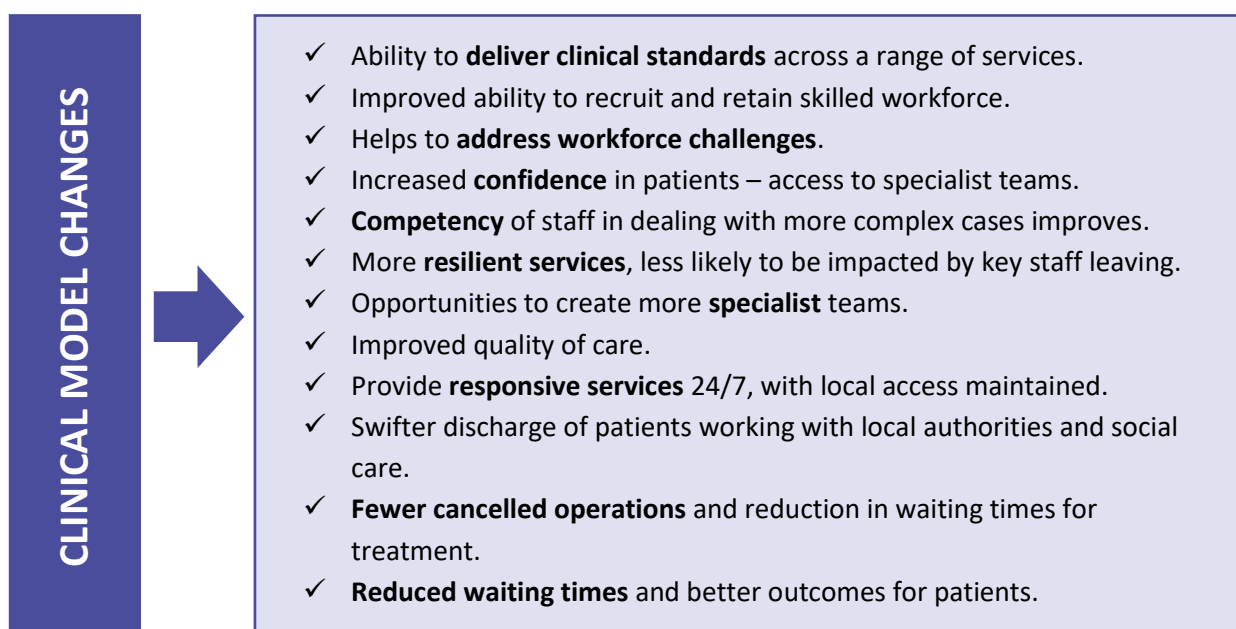 CLINICAL MODEL CHANGES
✓ Ability to deliver clinical standards across a range of services.
✓ Improved ability to recruit and retain skilled workforce.
✓ Helps to address workforce challenges.
✓ Increased confidence in patients – access to specialist teams.
✓ Competency of staff in dealing with more complex cases improves.
✓ More resilient services, less likely to be impacted by key staff leaving.
✓ Opportunities to create more specialist teams.
✓ Improved quality of care.
✓ Provide responsive services 24/7, with local access maintained.
✓ Swifter discharge of patients working with local authorities and social
care.
✓ Fewer cancelled operations and reduction in waiting times for
treatment.
✓ Reduced waiting times and better outcomes for patients.